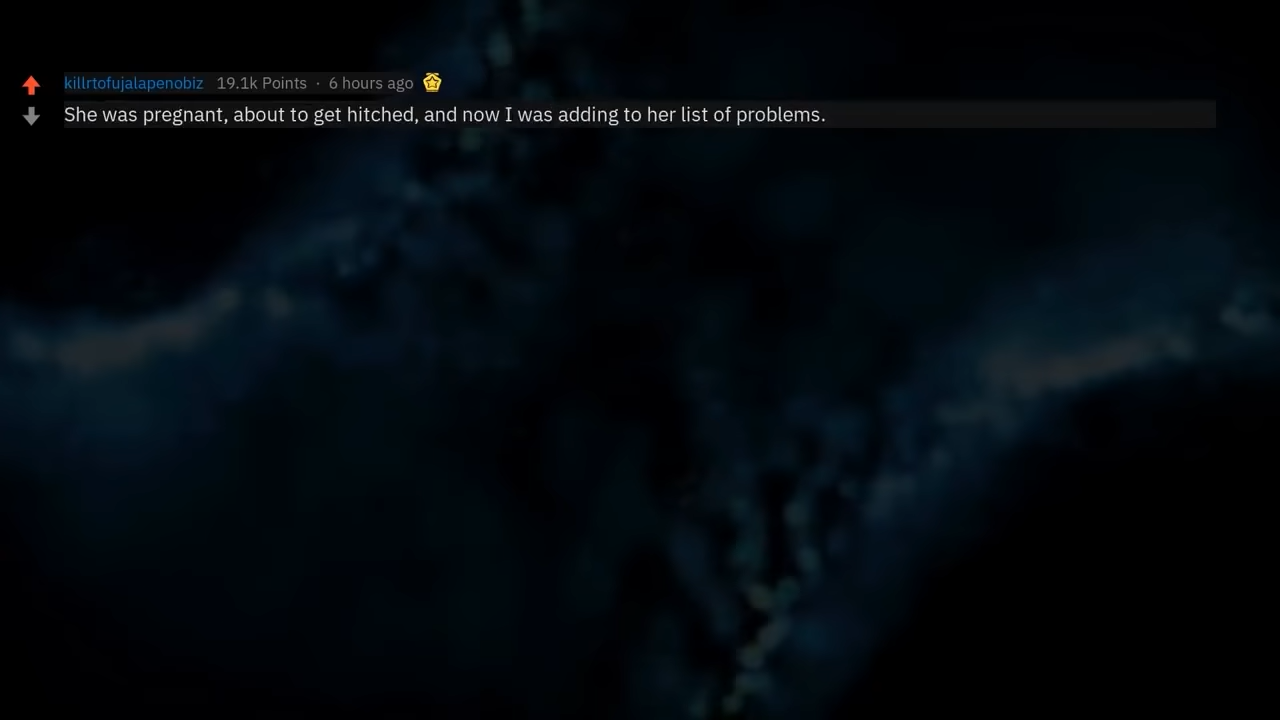 killrtofujalapenobiz 19.1k Points · 6 hours ago
She was pregnant, about to get hitched, and now I was adding to her list of problems.